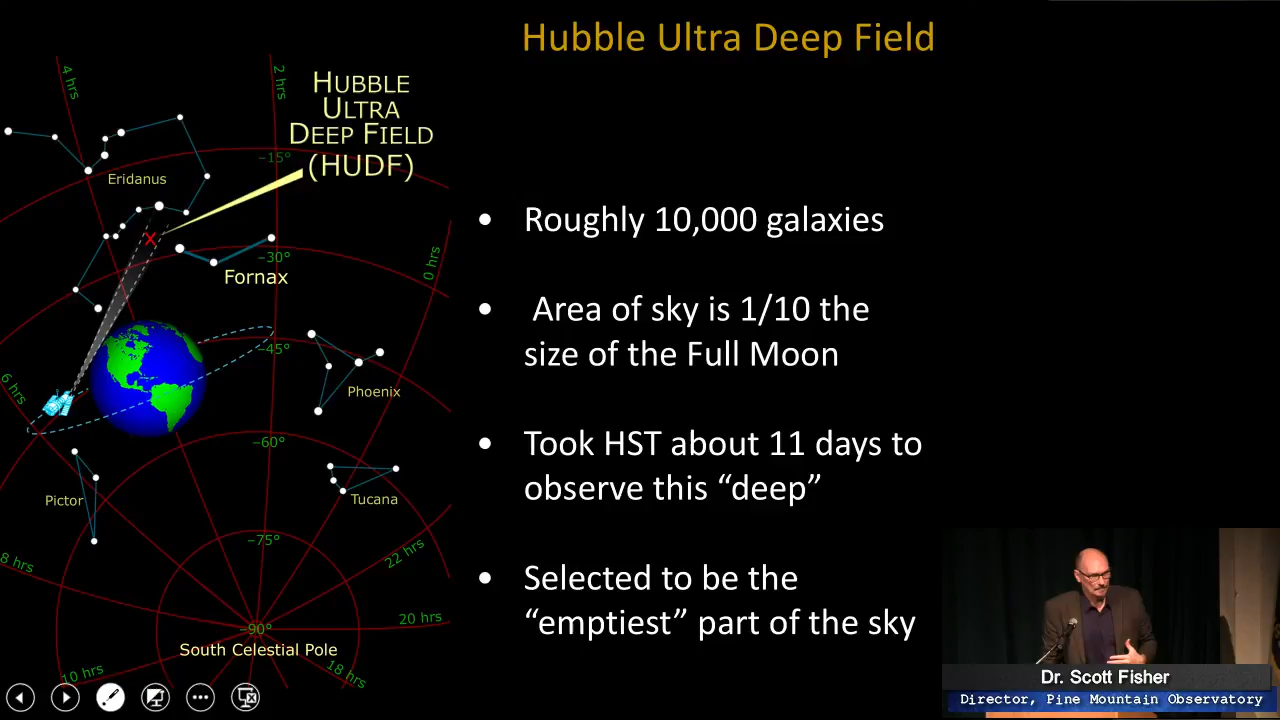 Hubble Ultra Deep Field
4 hrs
2 hrs
HUBBLE
ULTRA
DEEP FIELD
(HUDF)
−15°
Eridanus
0 hrs
−30°
Fornax
−45°
6 hrs
Phoenix
−60°
Pictor
Tucana
−75°
22 hrs
8 hrs
20 hrs
−90°
South Celestial Pole
18 hrs
10 hrs
• Roughly 10,000 galaxies
• Area of sky is 1/10 the
size of the Full Moon
• Took HST about 11 days to
observe this “deep”
• Selected to be the
“emptiest” part of the sky
Dr. Scott Fisher
Director, Pine Mountain Observatory